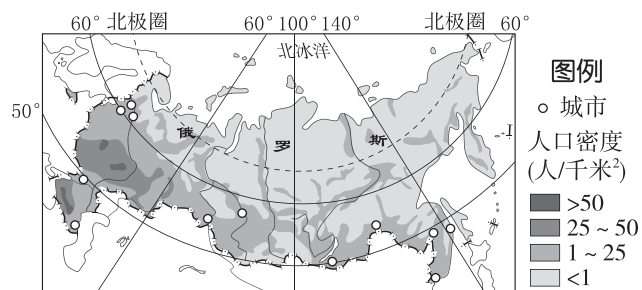 60° 北极圈 60° 100° 140° 北极圈 60°
北冰洋
50°
俄 罗 斯
图例
城市
人口密度
(人/千米²)
>50
25～50
1～25
<1